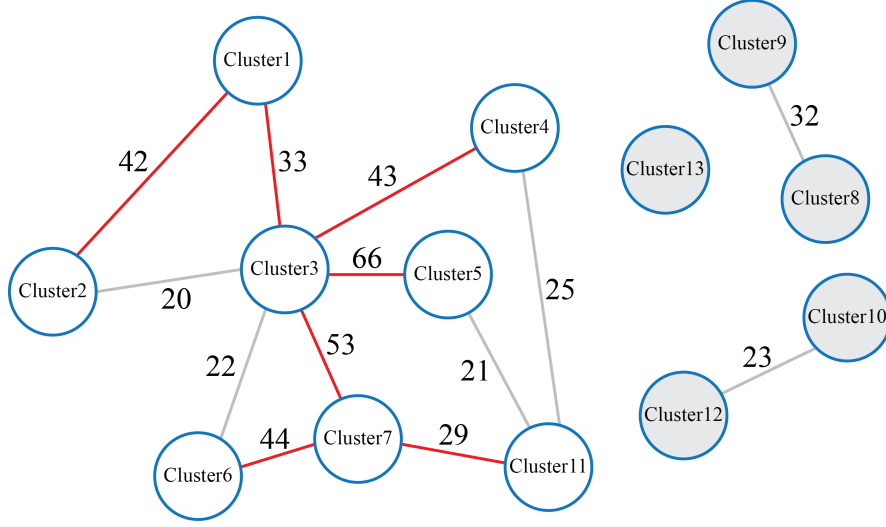 Cluster1
Cluster9
Cluster4
32
42
33
43
Cluster13
Cluster8
Cluster3
66
Cluster5
Cluster2
20
25
Cluster10
53
22
21
23
Cluster12
44
Cluster7
29
Cluster6
Cluster11